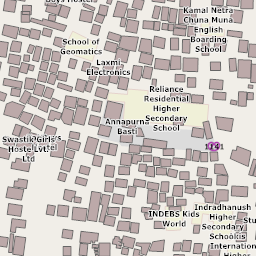 Kamal Netra
Chuna Muna
English
Boarding
School
School of
Geomatics
Laxmi
Electronics
Reliance
Residential
Higher
Secondary
School
Annapurna
Basti
Swastik Girls
Hostel Pvt.
Ltd
INDEBS Kids
World
Indradhanush
Higher
Secondary
School
International